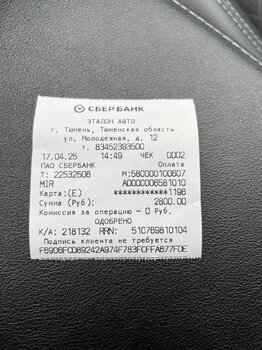 СБЕРБАНК
ЭТАЛОН АВТО
г. Тюмень, Тюменская область
ул. Молодежная, д. 12
т. 83452393500
17.04.25 14:49 ЧЕК 0002
ПАО СБЕРБАНК Оплата
Т: 22532506 М:580000100607
MIR A0000006581010
Карта:(E) ************1196
Сумма (Руб): 2800.00
Комиссия за операцию – 0 Руб.
ОДОБРЕНО
К/А: 218132 RRN: 510769810104
Подпись клиента не требуется
F6906FCD89242A974F783FCFFA677FDE